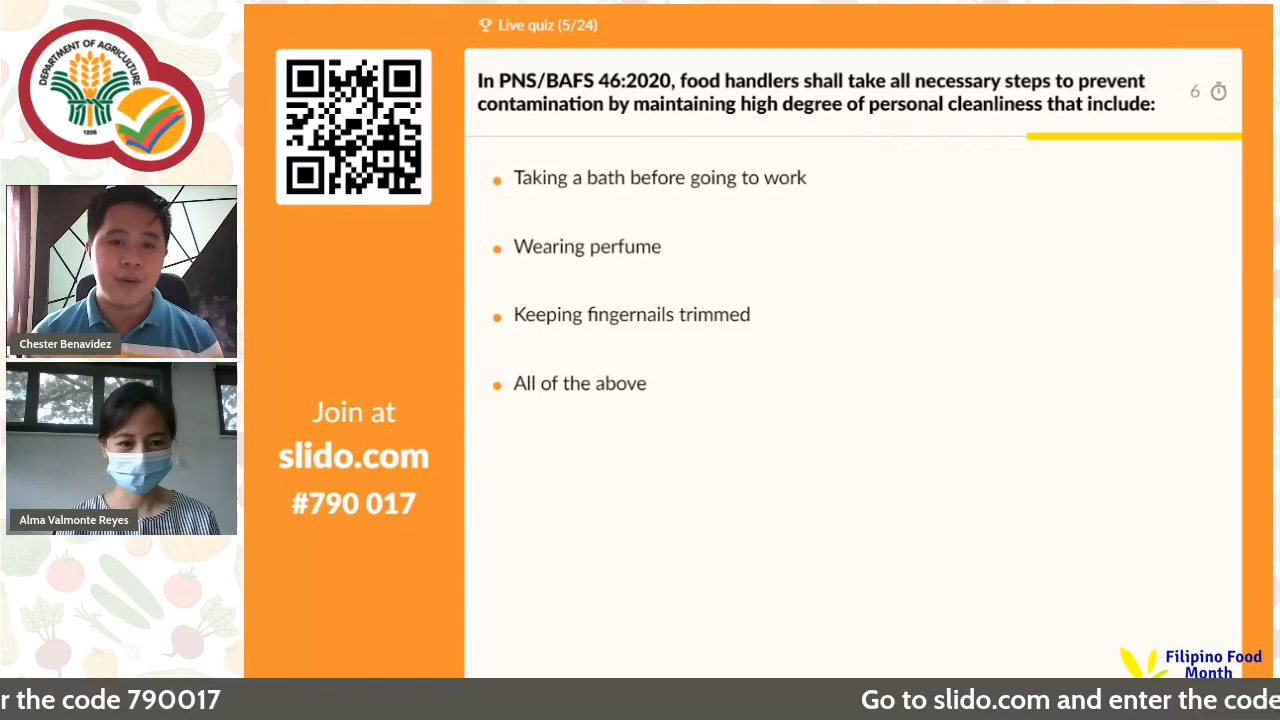 DEPARTMENT OF AGRICULTURE
1898
Chester Benavidez
Alma Valmonte Reyes
Live quiz (5/24)
In PNS/BAFS 46:2020, food handlers shall take all necessary steps to prevent
contamination by maintaining high degree of personal cleanliness that include:
6
Taking a bath before going to work
Wearing perfume
Keeping fingernails trimmed
All of the above
Join at
slido.com
#790 017
Filipino Food
Month
r the code 790017
Go to slido.com and enter the code